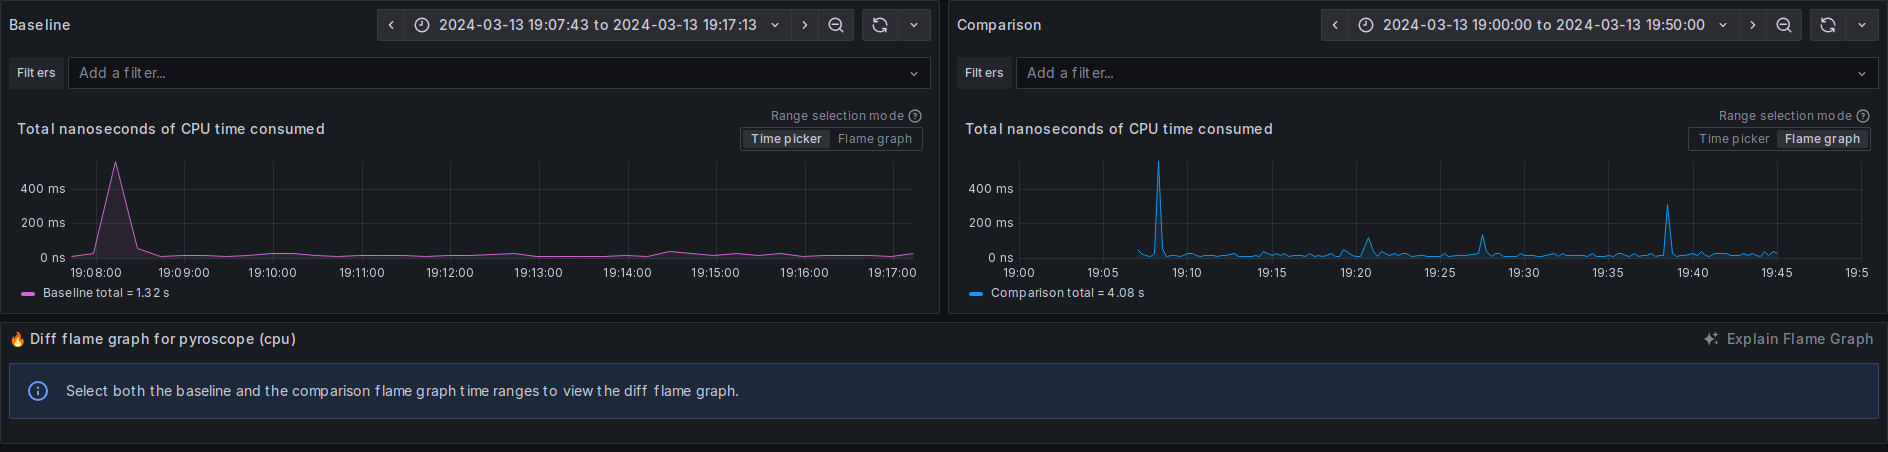 Baseline
2024-03-13 19:07:43 to 2024-03-13 19:17:13
Filters
Add a filter...
Range selection mode
Total nanoseconds of CPU time consumed
Time picker
Flame graph
400 ms
200 ms
0 ns
19:08:00 19:09:00 19:10:00 19:11:00 19:12:00 19:13:00 19:14:00 19:15:00 19:16:00 19:17:00
Baseline total = 1.32 s
Comparison
2024-03-13 19:00:00 to 2024-03-13 19:50:00
Filters
Add a filter...
Range selection mode
Total nanoseconds of CPU time consumed
Time picker
Flame graph
400 ms
200 ms
0 ns
19:00 19:05 19:10 19:15 19:20 19:25 19:30 19:35 19:40 19:45 19:5
Comparison total = 4.08 s
🔥 Diff flame graph for pyroscope (cpu)
Explain Flame Graph
Select both the baseline and the comparison flame graph time ranges to view the diff flame graph.